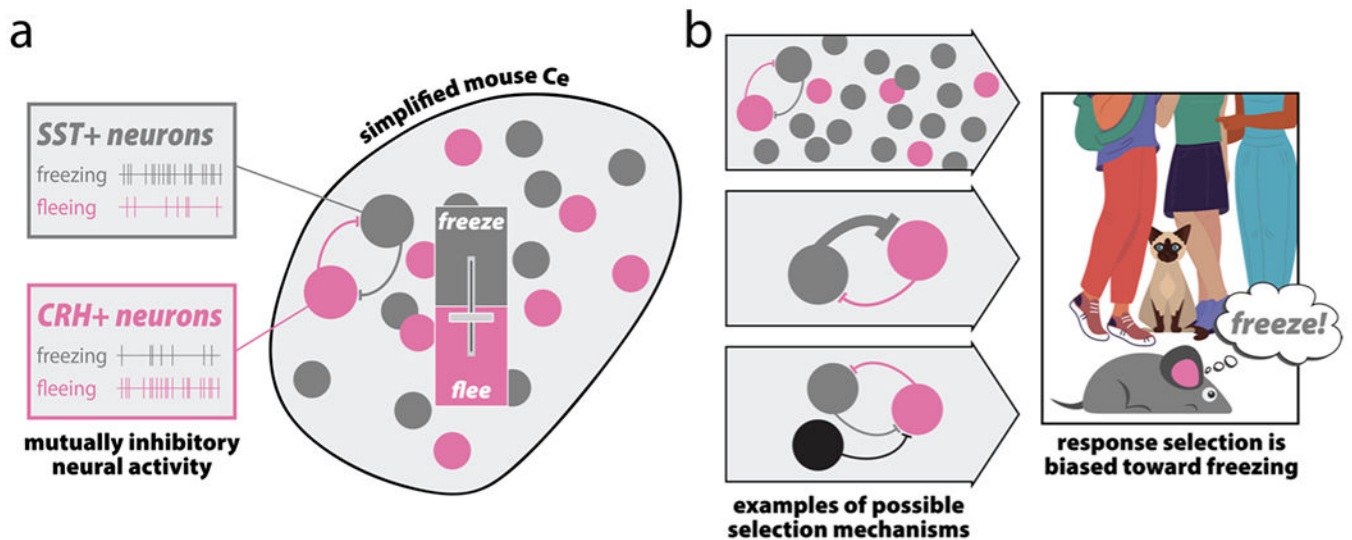 a
simplified mouse Ce
SST+ neurons
freezing
fleeing
CRH+ neurons
freezing
fleeing
mutually inhibitory
neural activity
freeze
flee
b
examples of possible
selection mechanisms
freeze!
response selection is
biased toward freezing